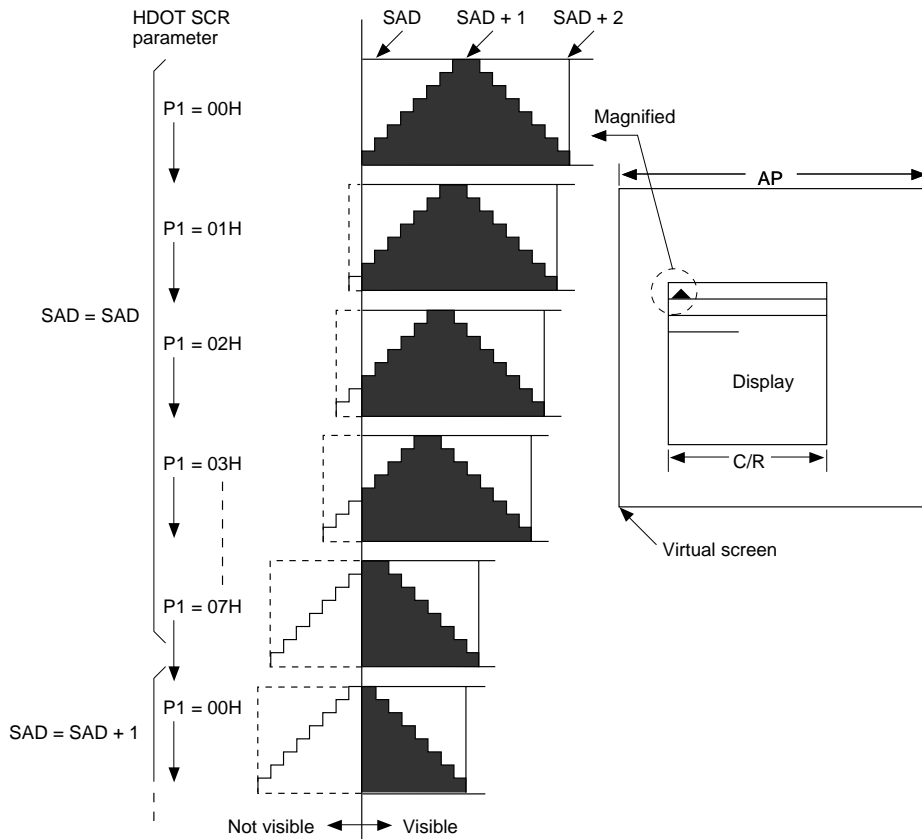 HDOT SCR
parameter
SAD
SAD + 1
SAD + 2
P1 = 00H
Magnified
AP
P1 = 01H
SAD = SAD
P1 = 02H
Display
P1 = 03H
C/R
Virtual screen
P1 = 07H
P1 = 00H
SAD = SAD + 1
Not visible
Visible